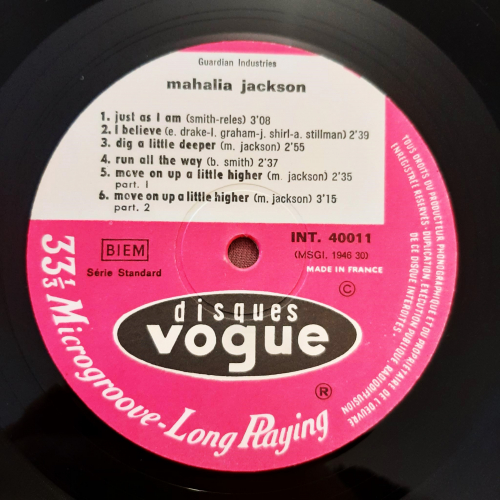 Guardian Industries
mahalia jackson
1. just as I am (smith-reles) 3'08
2. I believe (e. drake-l. graham-j. shirl-a. stillman) 2'39
3. dig a little deeper (m. jackson) 2'55
4. run all the way (b. smith) 2'37
5. move on up a little higher (m. jackson) 2'35
part. 1
6. move on up a little higher (m. jackson) 3'15
part. 2
BIEM
Série Standard
INT. 40011
(MSGI. 1946 30)
MADE IN FRANCE
©
disques
vogue
®
33 1/3 Microgroove-Long Playing
TOUS DROITS DU PRODUCTEUR PHONOGRAPHIQUE ET DU PROPRIÉTAIRE DE L'ŒUVRE
ENREGISTRÉE RÉSERVÉS-DUPLICATION, EXÉCUTION PUBLIQUE, RADIODIFFUSION
DE CE DISQUE INTERDITES.